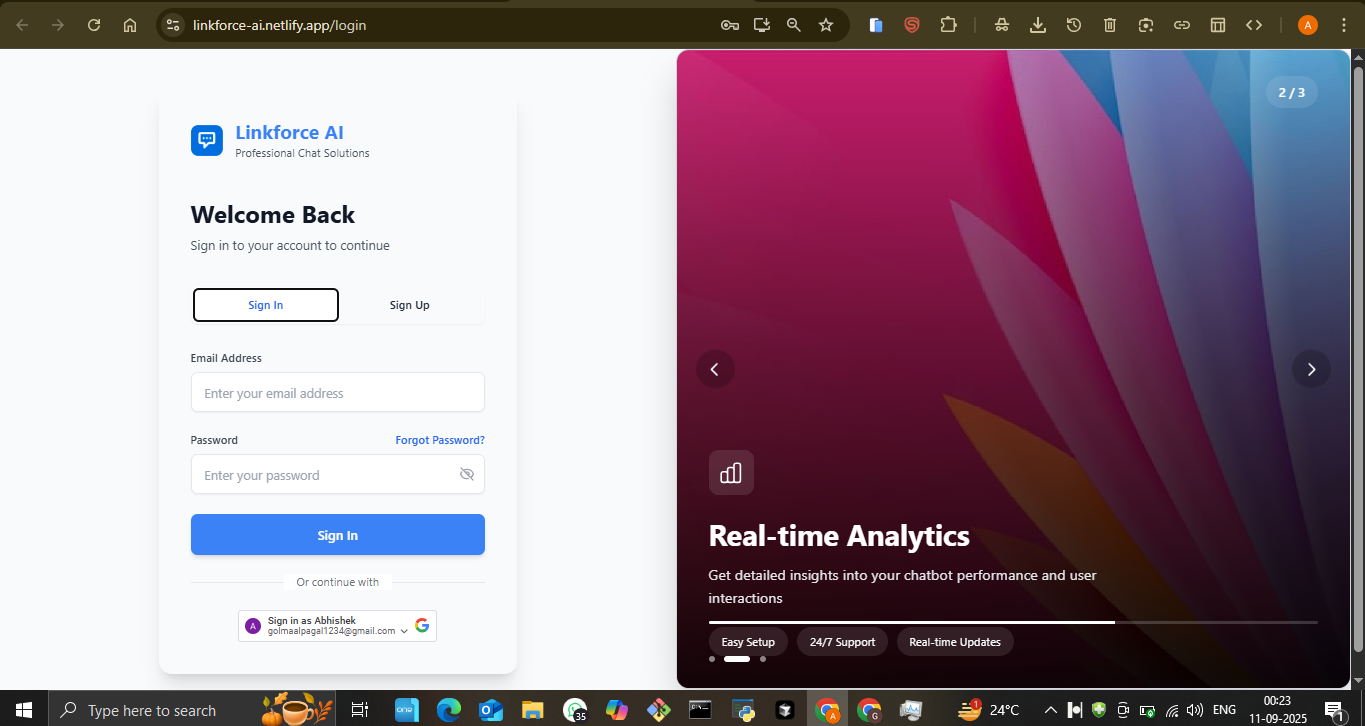 linkforce-ai.netlify.app/login
A
Linkforce AI
Professional Chat Solutions
Welcome Back
Sign in to your account to continue
Sign In
Sign Up
Email Address
Enter your email address
Password
Forgot Password?
Enter your password
Sign In
Or continue with
A
Sign in as Abhishek
golmaalpagal1234@gmail.com
2 / 3
Real-time Analytics
Get detailed insights into your chatbot performance and user
interactions
Easy Setup
24/7 Support
Real-time Updates
Type here to search
35
A
G
1
24°C
ENG
00:23
11-09-2025
1